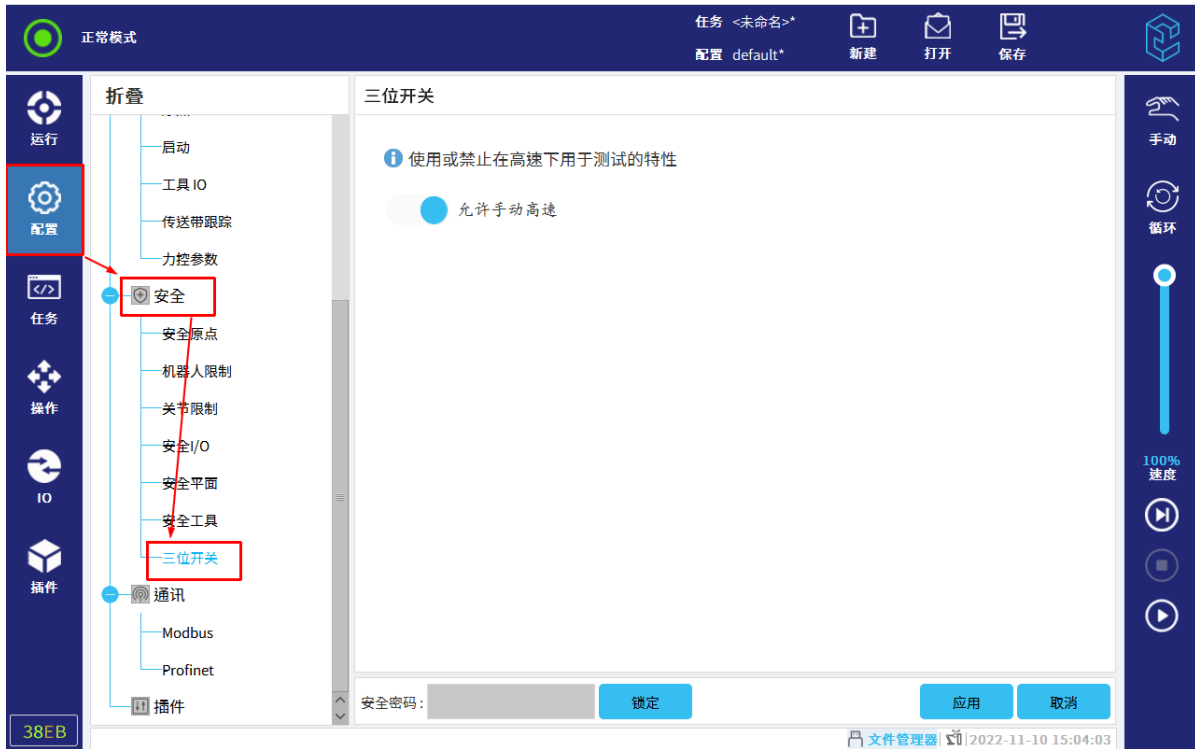 正常模式
任务 <未命名>*
配置 default*
新建
打开
保存
运行
配置
任务
操作
IO
插件
38EB
折叠
启动
工具 IO
传送带跟踪
力控参数
安全
安全原点
机器人限制
关节限制
安全I/O
安全平面
安全工具
三位开关
通讯
Modbus
Profinet
插件
三位开关
使用或禁止在高速下用于测试的特性
允许手动高速
安全密码:
锁定
应用
取消
手动
循环
100%
速度
文件管理器
2022-11-10 15:04:03